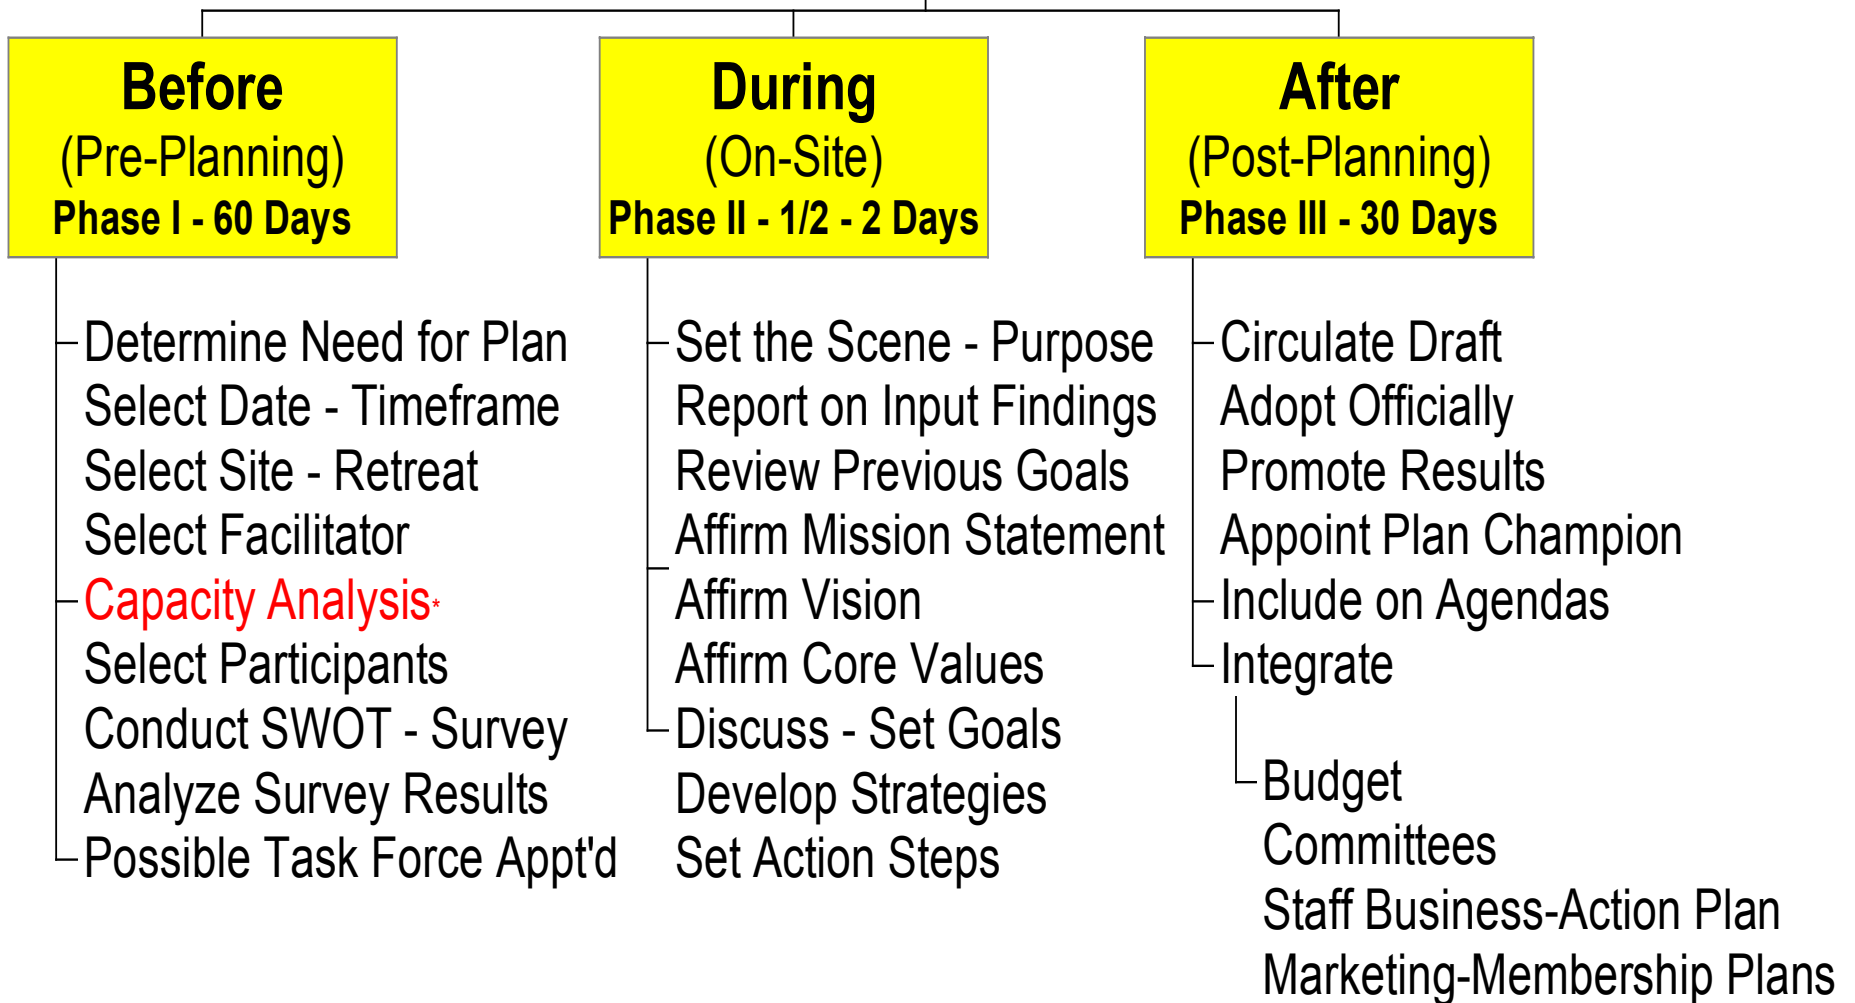 Before
(Pre-Planning)
Phase I - 60 Days
Determine Need for Plan
Select Date - Timeframe
Select Site - Retreat
Select Facilitator
Capacity Analysis*
Select Participants
Conduct SWOT - Survey
Analyze Survey Results
Possible Task Force Appt'd
During
(On-Site)
Phase II - 1/2 - 2 Days
Set the Scene - Purpose
Report on Input Findings
Review Previous Goals
Affirm Mission Statement
Affirm Vision
Affirm Core Values
Discuss - Set Goals
Develop Strategies
Set Action Steps
After
(Post-Planning)
Phase III - 30 Days
Circulate Draft
Adopt Officially
Promote Results
Appoint Plan Champion
Include on Agendas
Integrate
Budget
Committees
Staff Business-Action Plan
Marketing-Membership Plans